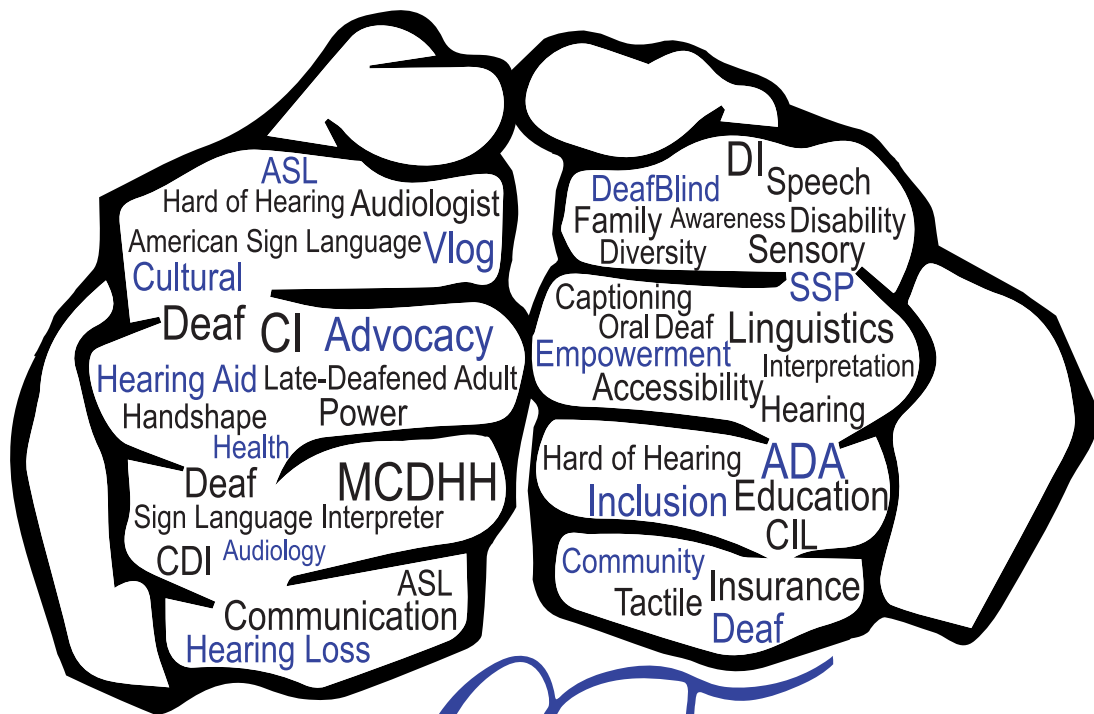 ASL
Hard of Hearing Audiologist
American Sign Language Vlog
Cultural
Deaf CI Advocacy
Hearing Aid Late-Deafened Adult
Handshape Power
Health
Deaf MCDHH
Sign Language Interpreter
CDI Audiology
ASL
Communication
Hearing Loss
DI
DeafBlind Speech
Family Awareness Disability
Diversity Sensory
SSP
Captioning
Oral Deaf Linguistics
Empowerment Interpretation
Accessibility
Hearing
Hard of Hearing ADA
Inclusion Education
CIL
Community
Tactile Insurance
Deaf